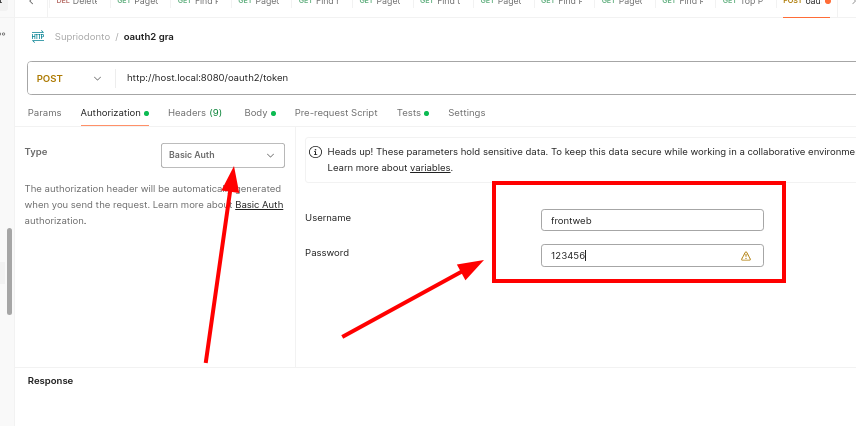 DEL Delete
GET Paget
GET Find F
GET Paget
GET Find I
GET Paget
GET Find t
GET Paget
GET Find F
GET Paget
GET Find F
GET Top P
POST oau
HTTP Supriodonto / oauth2 gra
POST http://host.local:8080/oauth2/token
Params Authorization Headers (9) Body Pre-request Script Tests Settings
Type Basic Auth
The authorization header will be automatically generated
when you send the request. Learn more about Basic Auth
authorization.
Heads up! These parameters hold sensitive data. To keep this data secure while working in a collaborative environme
Learn more about variables.
Username frontweb
Password 123456
Response